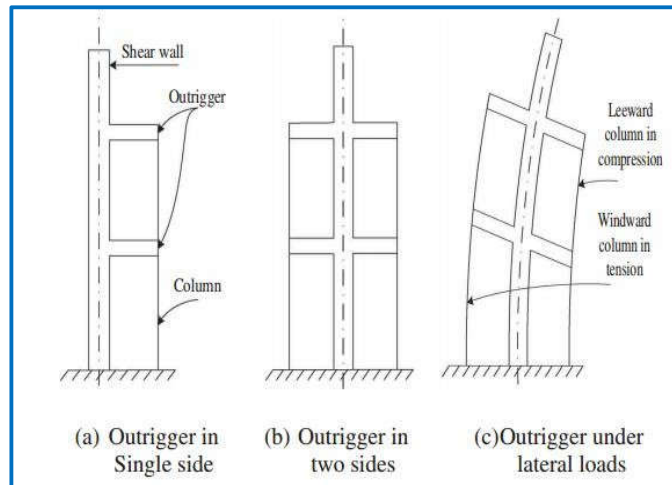 Shear wall
Outrigger
Column
Leeward
column in
compression
Windward
column in
tension
(a) Outrigger in
Single side
(b) Outrigger in
two sides
(c)Outrigger under
lateral loads